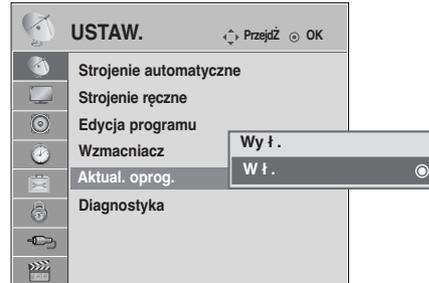 USTAW.
PrzejdŹ OK
Strojenie automatyczne
Strojenie ręczne
Edycja programu
Wzmacniacz
Wy ł .
Aktual. oprog.
W ł .
Diagnostyka